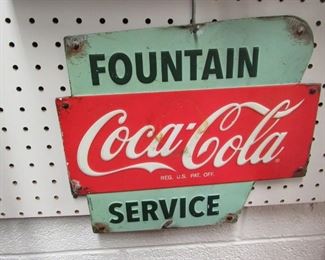 FOUNTAIN
Coca-Cola
REG. U.S. PAT. OFF.
SERVICE